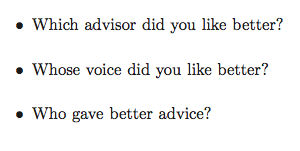 • Which advisor did you like better?
• Whose voice did you like better?
• Who gave better advice?